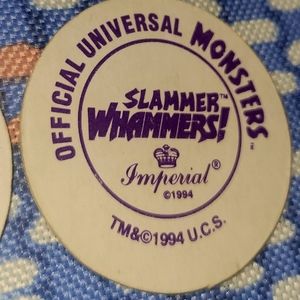 OFFICIAL UNIVERSAL MONSTERS™
SLAMMER™
WHAMMERS!
Imperial®
©1994
TM&©1994 U.C.S.